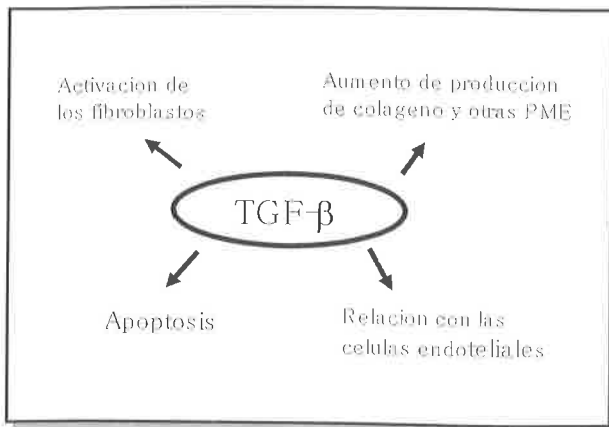 Activacion de
los fibroblastos
Aumento de produccion
de colageno y otras PME
TGF-β
Apoptosis
Relacion con las
celulas endoteliales